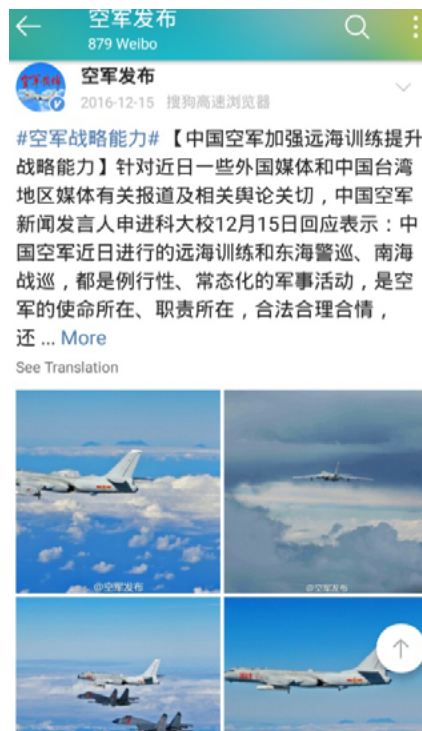 空军发布
879 Weibo
空军发布
空军发布
2016-12-15 搜狗高速浏览器
#空军战略能力#【中国空军加强远海训练提升
战略能力】针对近日一些外国媒体和中国台湾
地区媒体有关报道及相关舆论关切，中国空军
新闻发言人申进科大校12月15日回应表示：中
国空军近日进行的远海训练和东海警巡、南海
战巡，都是例行性、常态化的军事活动，是空
军的使命所在、职责所在，合法合理合情，
还 ... More
See Translation
@空军发布
@空军发布